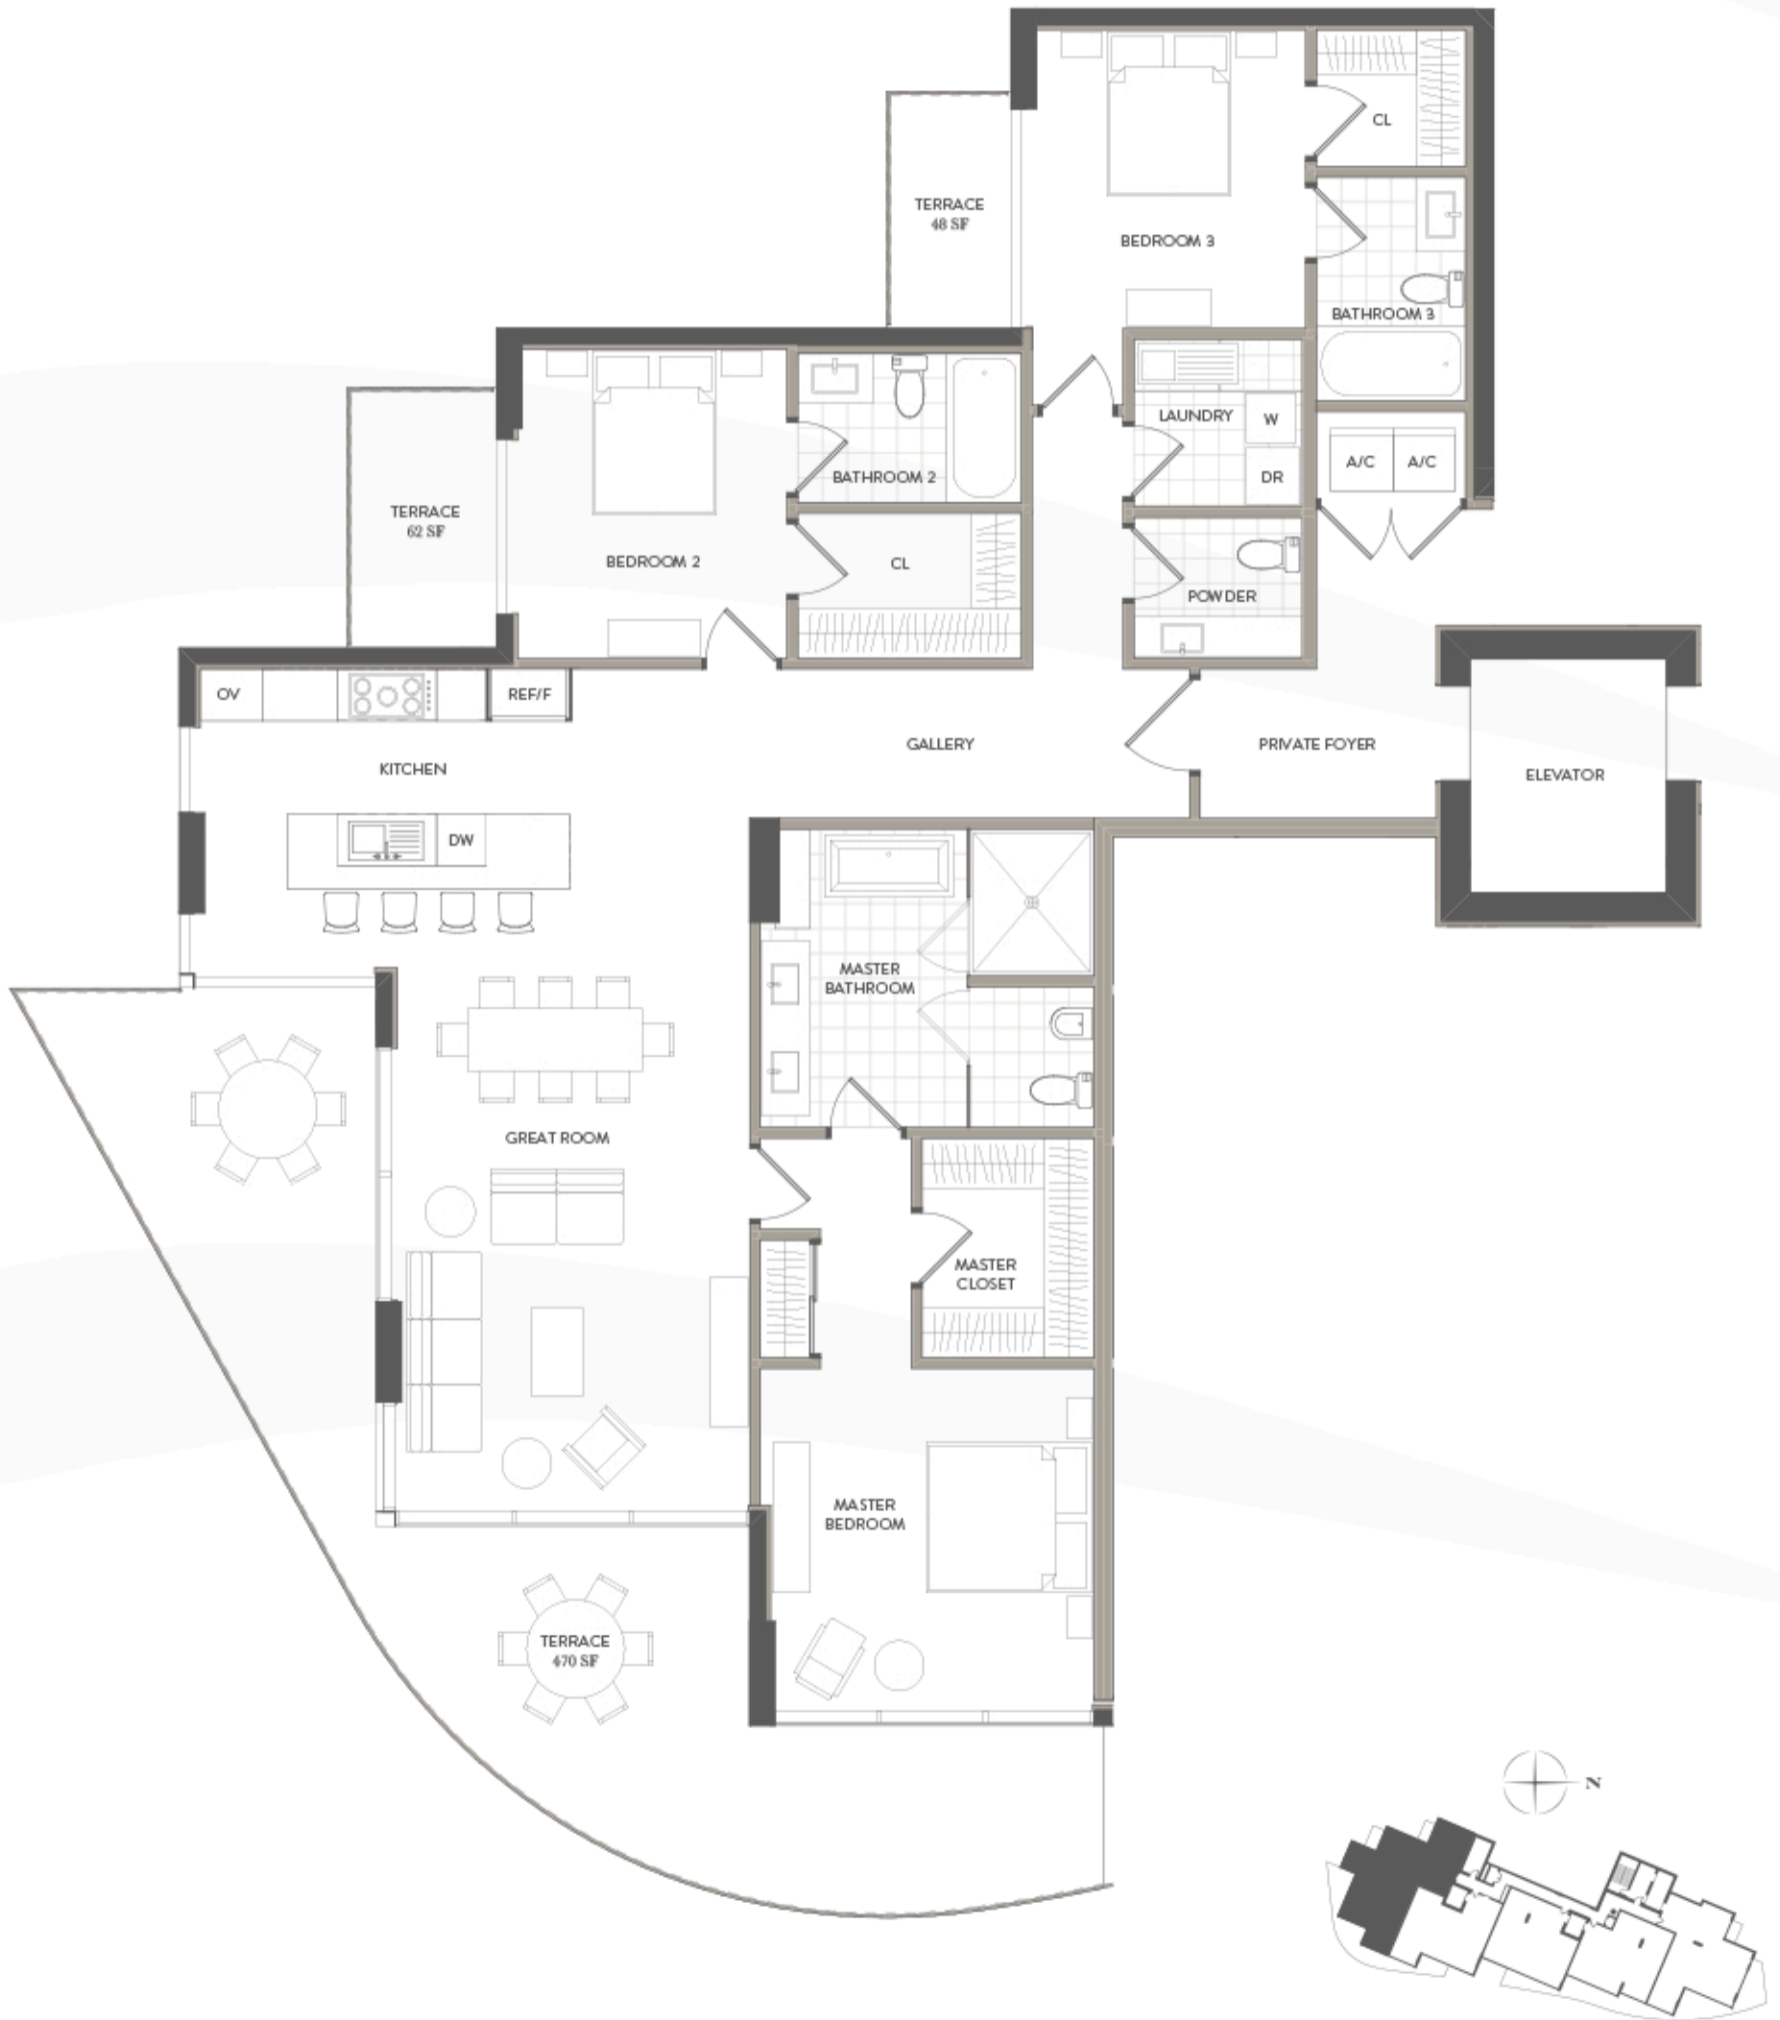 CL
TERRACE
48 SF
BEDROOM 3
BATHROOM 3
LAUNDRY
W
A/C
A/C
DR
BATHROOM 2
TERRACE
62 SF
BEDROOM 2
CL
POWDER
OV
REF/F
GALLERY
PRIVATE FOYER
KITCHEN
ELEVATOR
DW
MASTER
BATHROOM
GREAT ROOM
MASTER
CLOSET
MASTER
BEDROOM
TERRACE
470 SF
N